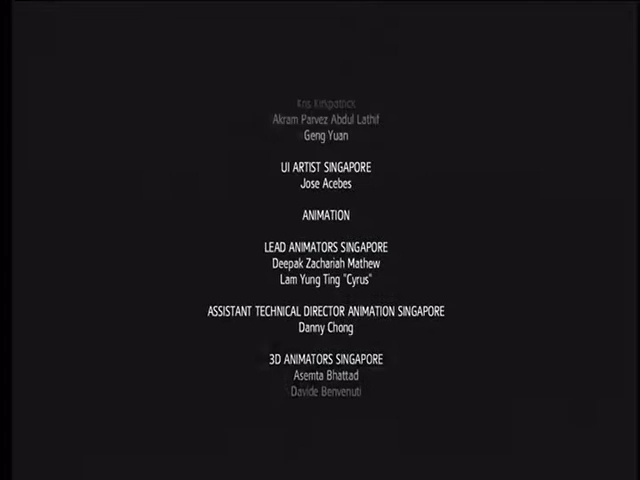 Kris Kirkpatrick
Akram Parvez Abdul Lathif
Geng Yuan
UI ARTIST SINGAPORE
Jose Acebes
ANIMATION
LEAD ANIMATORS SINGAPORE
Deepak Zachariah Mathew
Lam Yung Ting "Cyrus"
ASSISTANT TECHNICAL DIRECTOR ANIMATION SINGAPORE
Danny Chong
3D ANIMATORS SINGAPORE
Asemta Bhattad
Davide Benvenuti